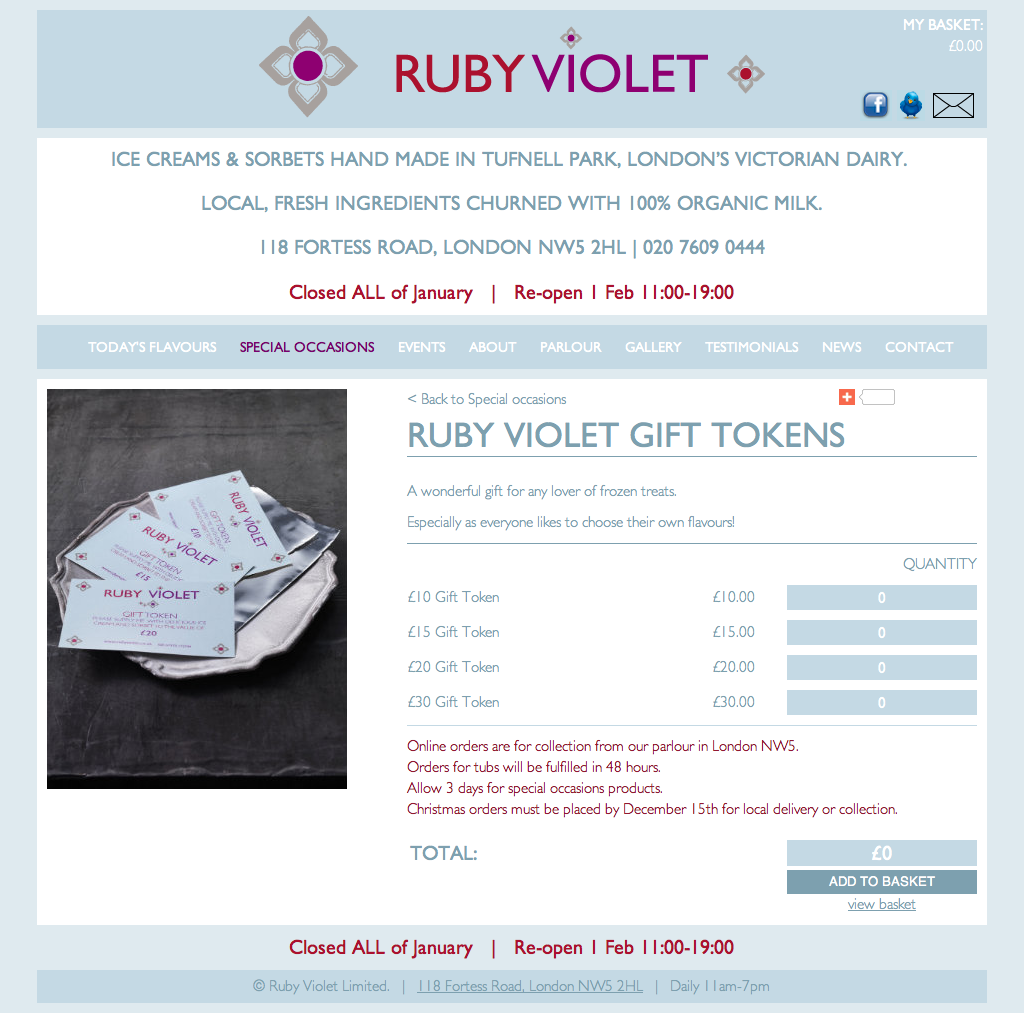 MY BASKET:
£0.00
RUBY VIOLET
ICE CREAMS & SORBETS HAND MADE IN TUFNELL PARK, LONDON'S VICTORIAN DAIRY.
LOCAL, FRESH INGREDIENTS CHURNED WITH 100% ORGANIC MILK.
118 FORTESS ROAD, LONDON NW5 2HL | 020 7609 0444
Closed ALL of January | Re-open 1 Feb 11:00-19:00
TODAY'S FLAVOURS SPECIAL OCCASIONS EVENTS ABOUT PARLOUR GALLERY TESTIMONIALS NEWS CONTACT
< Back to Special occasions
RUBY VIOLET GIFT TOKENS
A wonderful gift for any lover of frozen treats.
Especially as everyone likes to choose their own flavours!
QUANTITY
£10 Gift Token £10.00 0
£15 Gift Token £15.00 0
£20 Gift Token £20.00 0
£30 Gift Token £30.00 0
RUBY VIOLET
GIFT TOKEN
£10
RUBY VIOLET
GIFT TOKEN
£15
RUBY VIOLET
GIFT TOKEN
£20
Online orders are for collection from our parlour in London NW5.
Orders for tubs will be fulfilled in 48 hours.
Allow 3 days for special occasions products.
Christmas orders must be placed by December 15th for local delivery or collection.
TOTAL: £0
ADD TO BASKET
view basket
Closed ALL of January | Re-open 1 Feb 11:00-19:00
© Ruby Violet Limited. | 118 Fortess Road, London NW5 2HL | Daily 11am-7pm